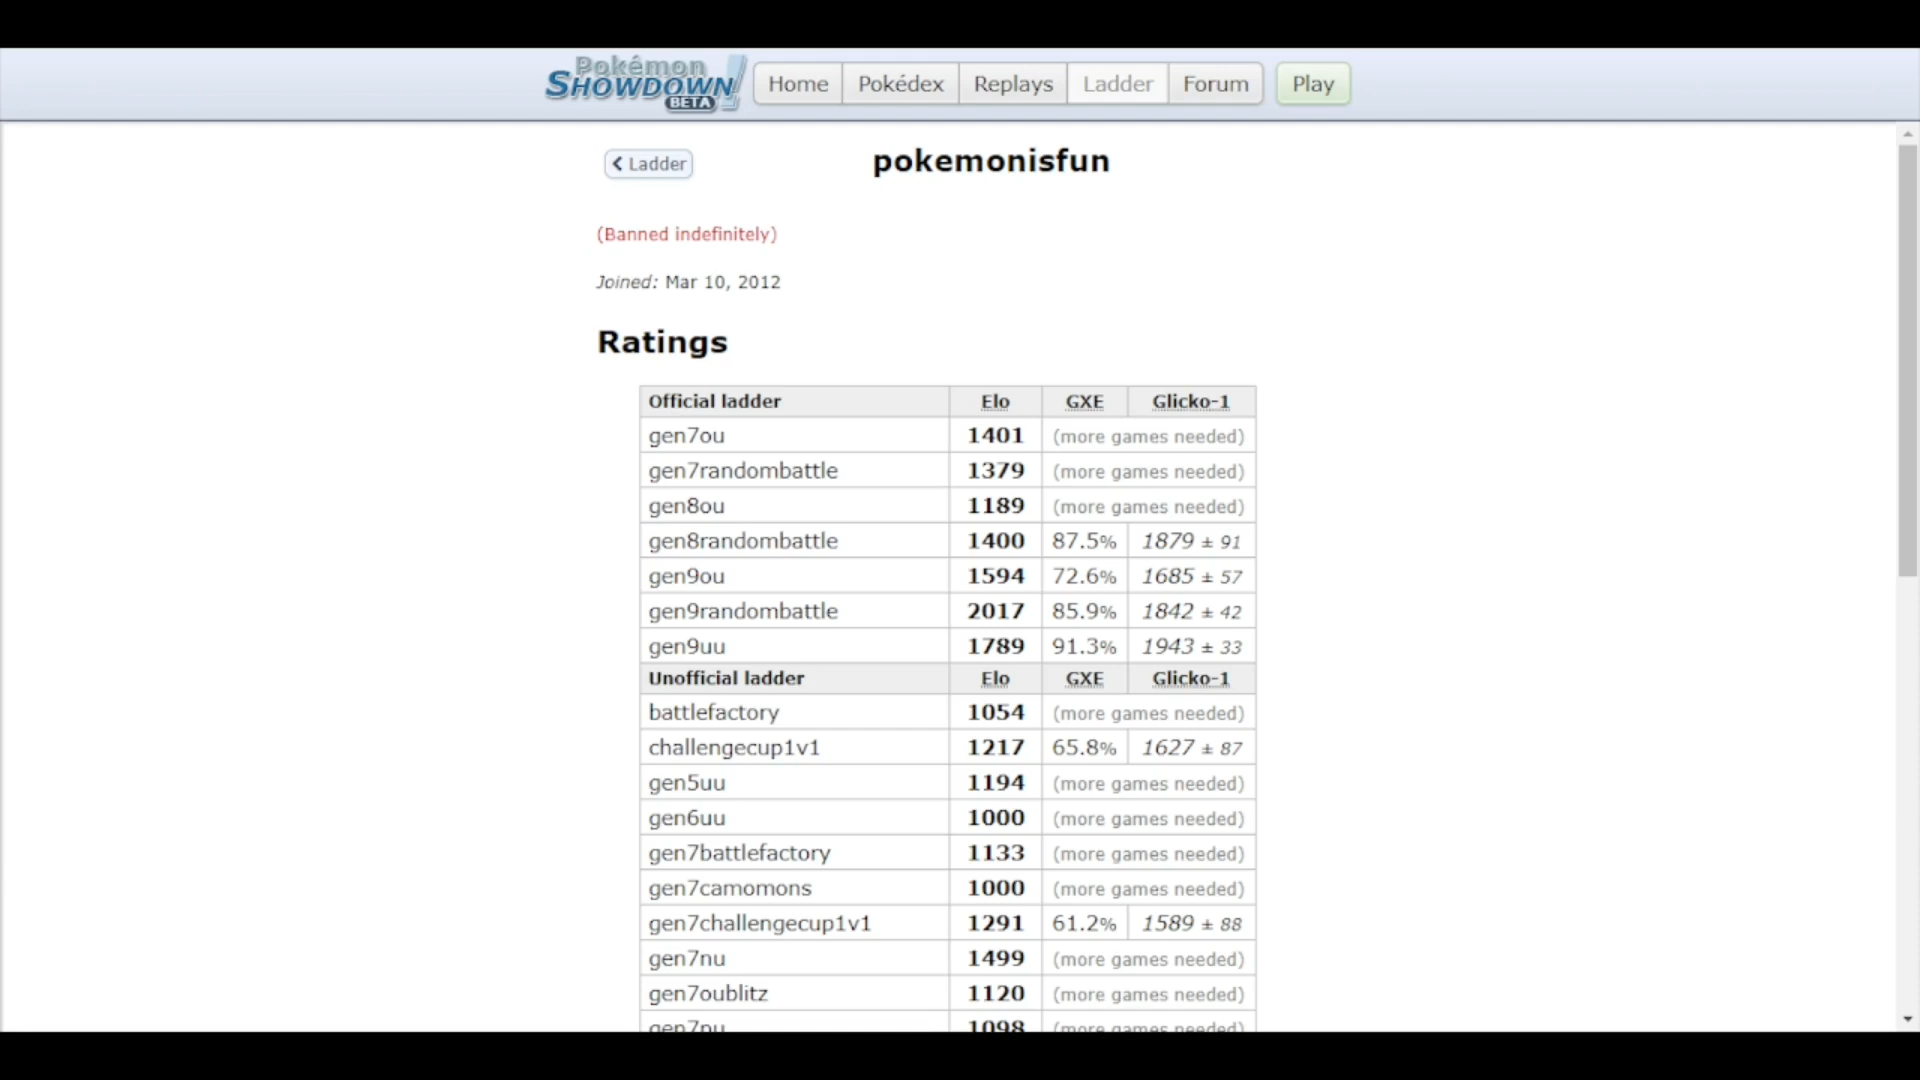 Pokémon
SHOWDOWN!
BETA
Home Pokédex Replays Ladder Forum Play
Ladder
pokemonisfun
(Banned indefinitely)
Joined: Mar 10, 2012
Ratings
Official ladder Elo GXE Glicko-1
gen7ou 1401 (more games needed)
gen7randombattle 1379 (more games needed)
gen8ou 1189 (more games needed)
gen8randombattle 1400 87.5% 1879 ± 91
gen9ou 1594 72.6% 1685 ± 57
gen9randombattle 2017 85.9% 1842 ± 42
gen9uu 1789 91.3% 1943 ± 33
Unofficial ladder Elo GXE Glicko-1
battlefactory 1054 (more games needed)
challengecup1v1 1217 65.8% 1627 ± 87
gen5uu 1194 (more games needed)
gen6uu 1000 (more games needed)
gen7battlefactory 1133 (more games needed)
gen7camomons 1000 (more games needed)
gen7challengecup1v1 1291 61.2% 1589 ± 88
gen7nu 1499 (more games needed)
gen7oublitz 1120 (more games needed)
gen7pu 1098 (more games needed)